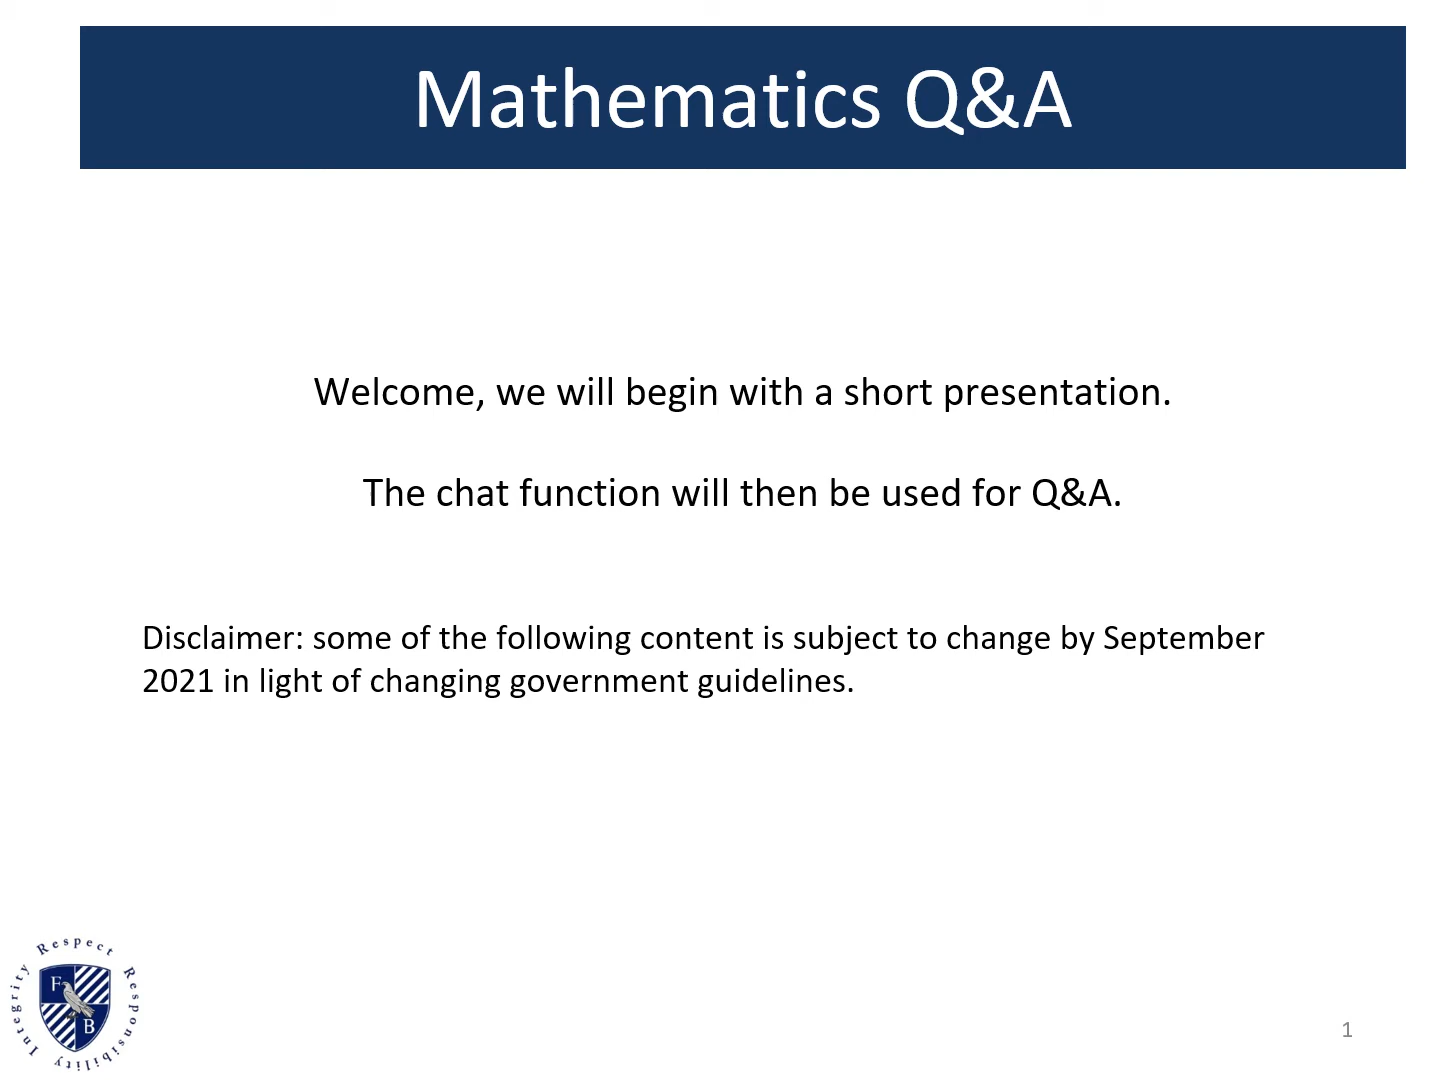 Mathematics Q&A
Welcome, we will begin with a short presentation.
The chat function will then be used for Q&A.
Disclaimer: some of the following content is subject to change by September
2021 in light of changing government guidelines.
Integrity Respect Responsibility
F
B
1